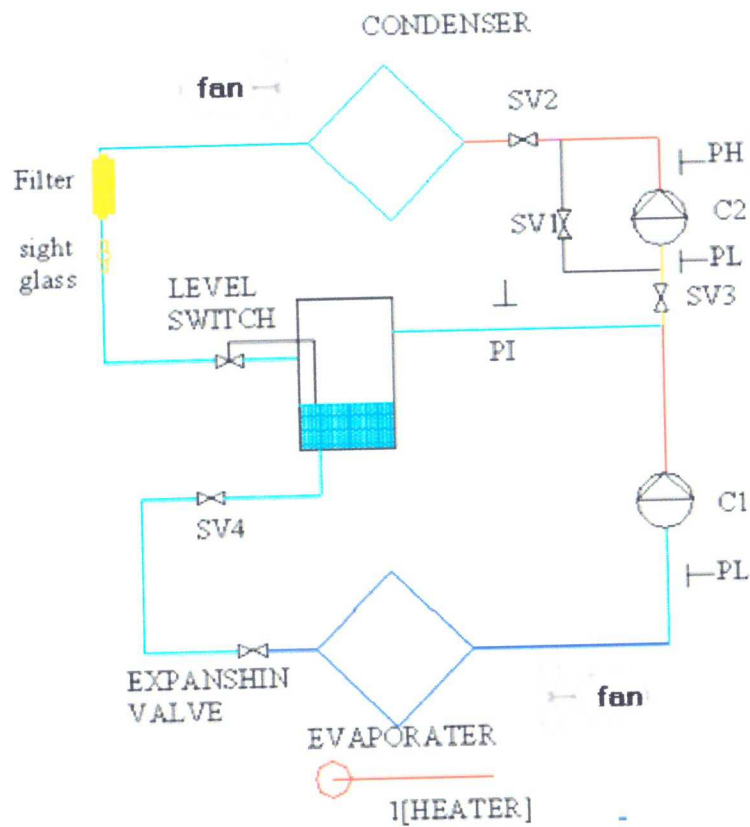 CONDENSER
fan
SV2
PH
Filter
SV1
C2
sight
glass
PL
LEVEL
SWITCH
SV3
PI
C1
SV4
PL
EXPANSHIN
VALVE
fan
EVAPORATER
1[HEATER]